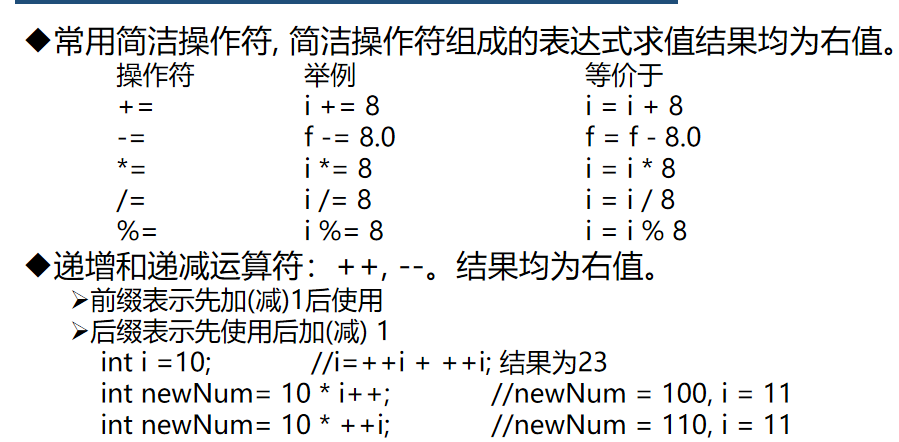 ◆常用简洁操作符, 简洁操作符组成的表达式求值结果均为右值。
操作符 举例 等价于
+= i += 8 i = i + 8
-= f -= 8.0 f = f - 8.0
*= i *= 8 i = i * 8
/= i /= 8 i = i / 8
%= i %= 8 i = i % 8
◆递增和递减运算符：++, --。结果均为右值。
➢前缀表示先加(减)1后使用
➢后缀表示先使用后加(减) 1
int i =10; //i=++i + ++i; 结果为23
int newNum= 10 * i++; //newNum = 100, i = 11
int newNum= 10 * ++i; //newNum = 110, i = 11